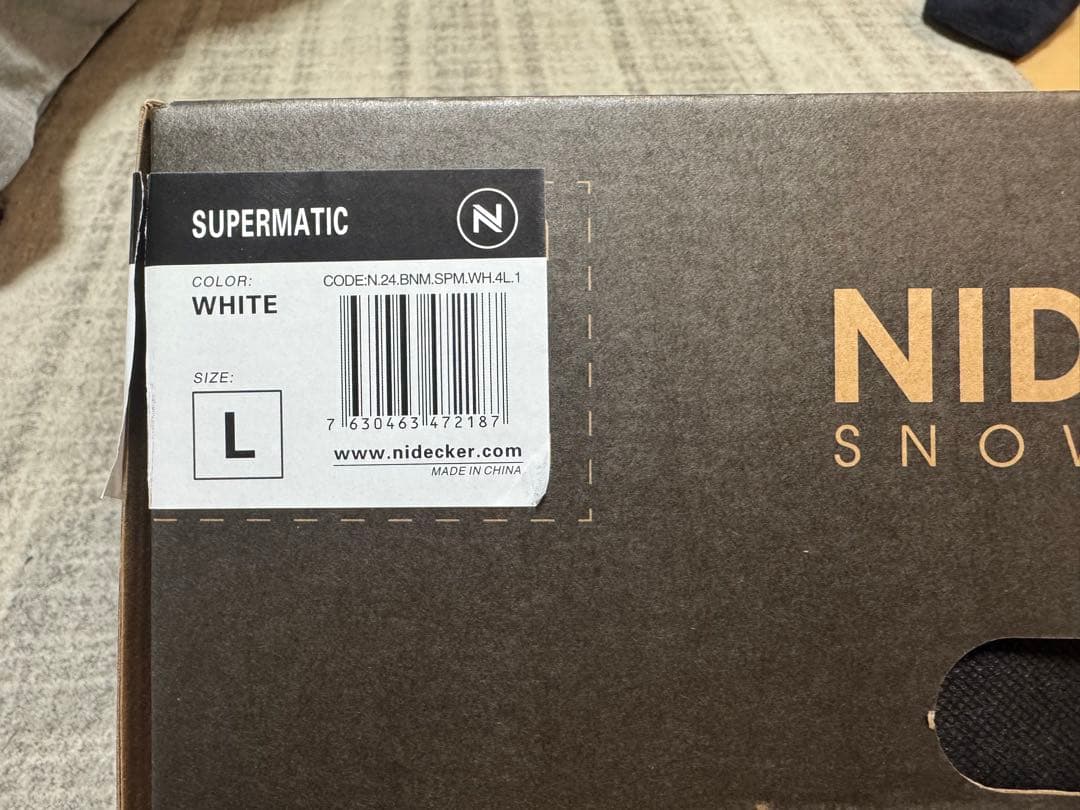 SUPERMATIC
N
COLOR:
WHITE
CODE:N.24.BNM.SPM.WH.4L.1
SIZE:
L
7 630463 472187
www.nidecker.com
MADE IN CHINA
NID
SNOW